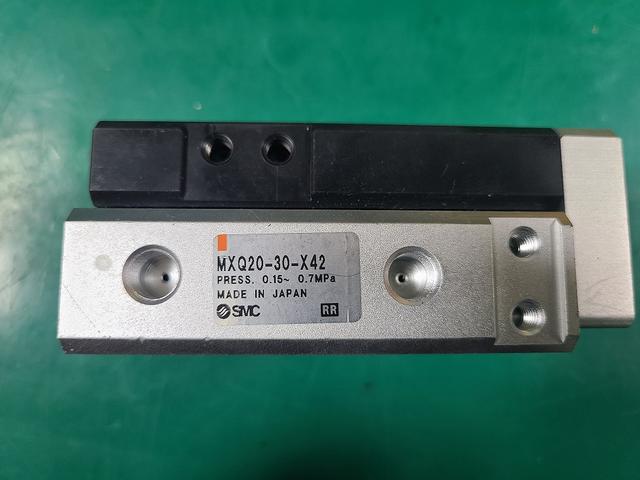 MXQ20-30-X42
PRESS. 0.15~ 0.7MPa
MADE IN JAPAN
SMC RR